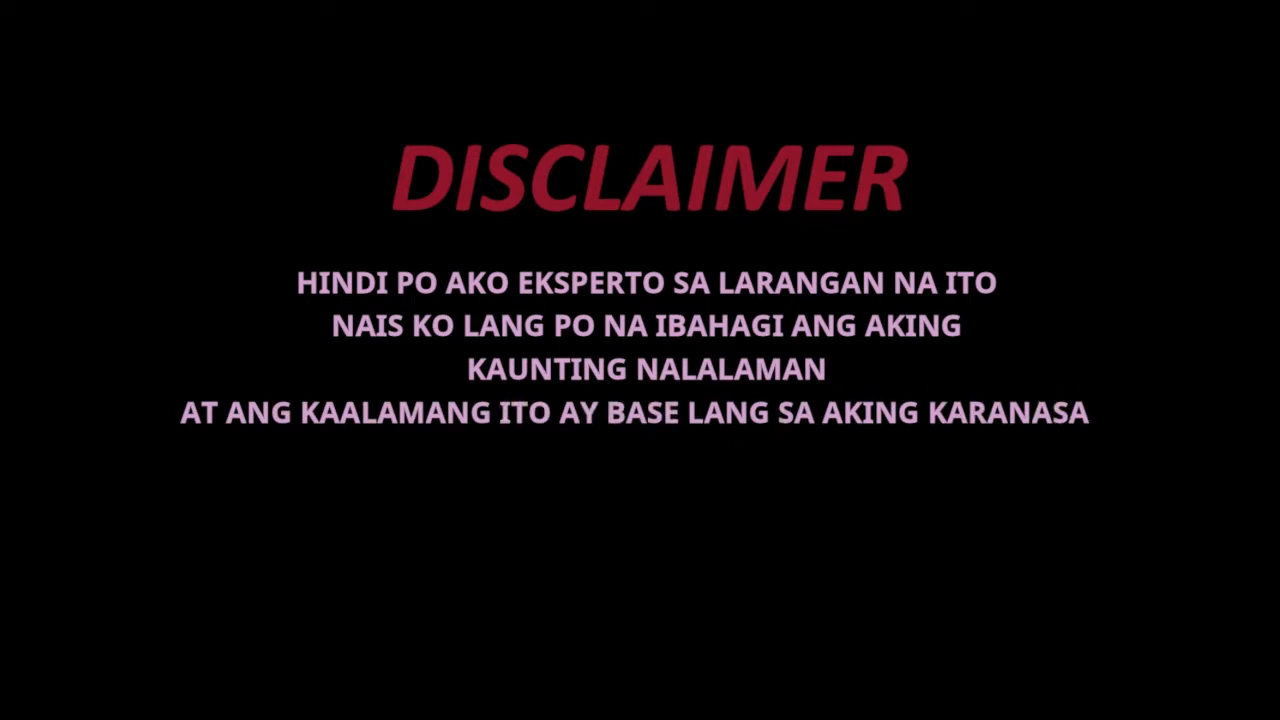 DISCLAIMER
HINDI PO AKO EKSPERTO SA LARANGAN NA ITO
NAIS KO LANG PO NA IBAHAGI ANG AKING
KAUNTING NALALAMAN
AT ANG KAALAMANG ITO AY BASE LANG SA AKING KARANASA